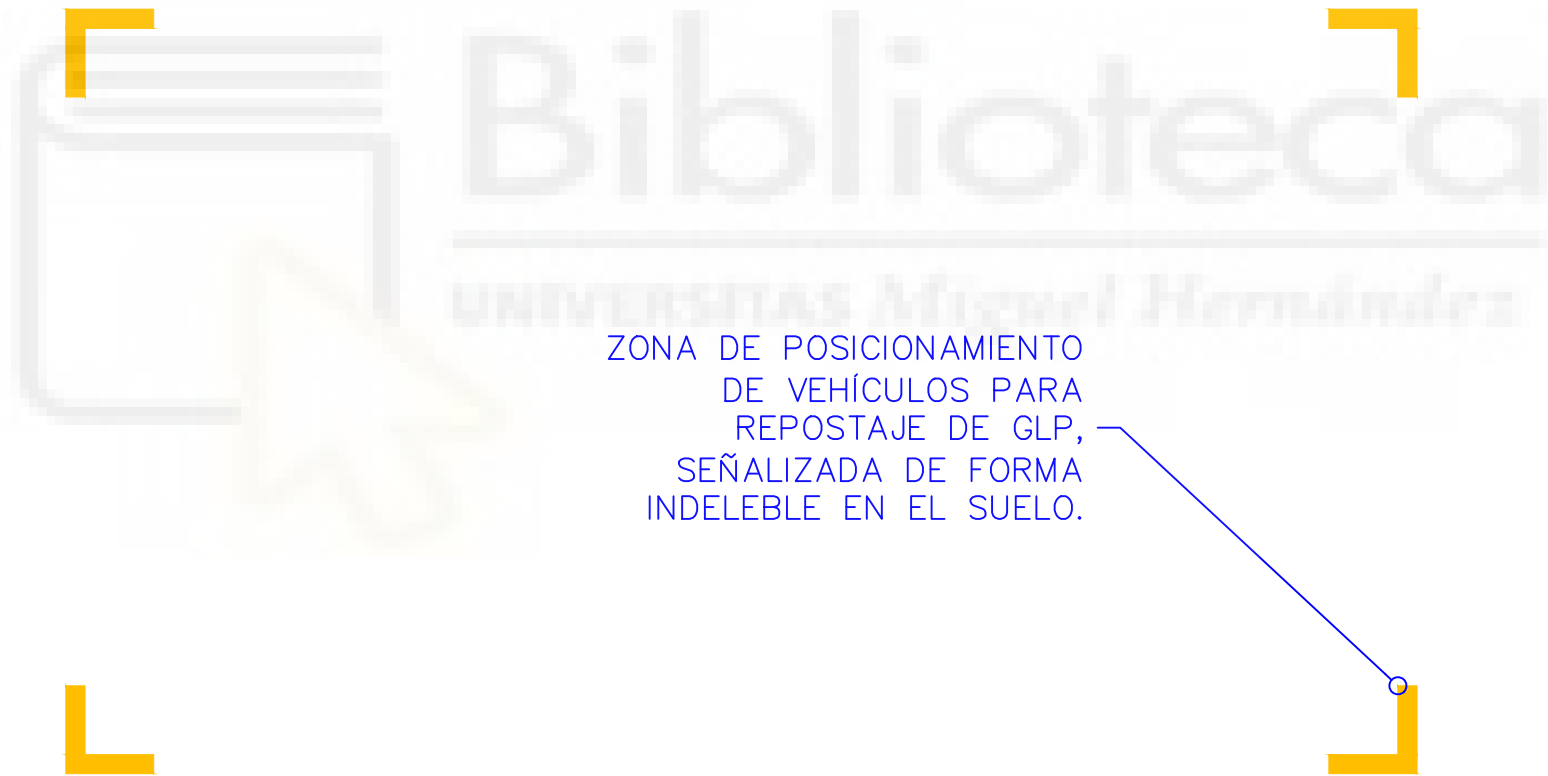 Biblioteca
UNIVERSITAS Miguel Hernández
ZONA DE POSICIONAMIENTO
DE VEHÍCULOS PARA
REPOSTAJE DE GLP,
SEÑALIZADA DE FORMA
INDELEBLE EN EL SUELO.